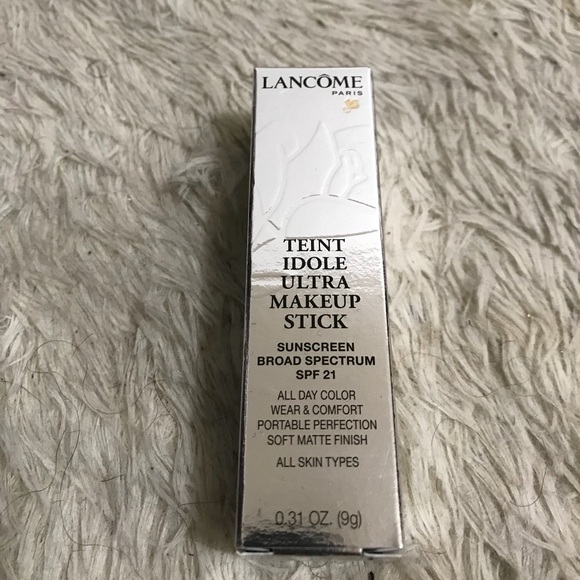 LANCÔME
PARIS
TEINT
IDOLE
ULTRA
MAKEUP
STICK
SUNSCREEN
BROAD SPECTRUM
SPF 21
ALL DAY COLOR
WEAR & COMFORT
PORTABLE PERFECTION
SOFT MATTE FINISH
ALL SKIN TYPES
0.31 OZ. (9g)